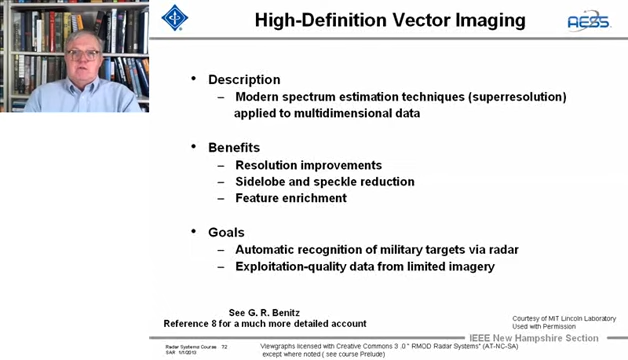 High-Definition Vector Imaging
AESS
• Description
– Modern spectrum estimation techniques (superresolution)
applied to multidimensional data
• Benefits
– Resolution improvements
– Sidelobe and speckle reduction
– Feature enrichment
• Goals
– Automatic recognition of military targets via radar
– Exploitation-quality data from limited imagery
See G. R. Benitz
Reference 8 for a much more detailed account
Courtesy of MIT Lincoln Laboratory
Used with Permission
IEEE New Hampshire Section
Radar Systems Course 72
SAR 1/1/2013
Viewgraphs licensed with Creative Commons 3 .0 " RMOD Radar Systems" (AT-NC-SA)
except where noted ( see course Prelude)